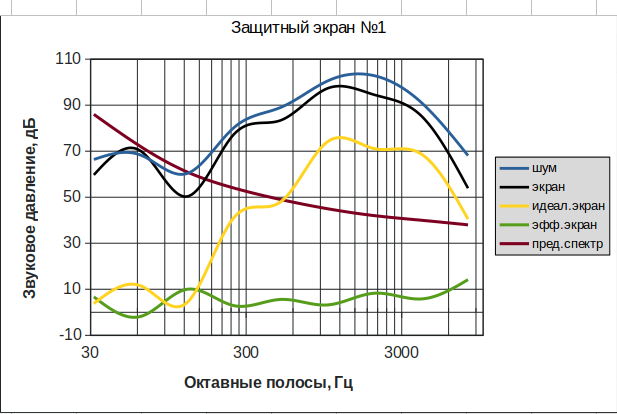 Защитный экран №1
Звуковое давление, дБ
110
90
70
50
30
10
-10
30
300
3000
Октавные полосы, Гц
шум
экран
идеал.экран
эфф.экран
пред.спектр